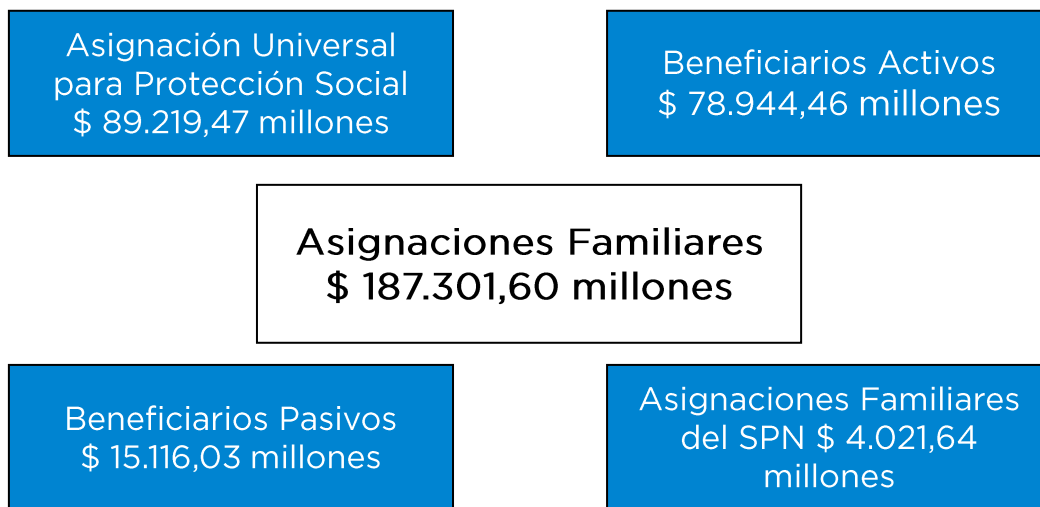 Asignación Universal
para Protección Social
$ 89.219,47 millones
Beneficiarios Activos
$ 78.944,46 millones
Asignaciones Familiares
$ 187.301,60 millones
Beneficiarios Pasivos
$ 15.116,03 millones
Asignaciones Familiares
del SPN $ 4.021,64
millones